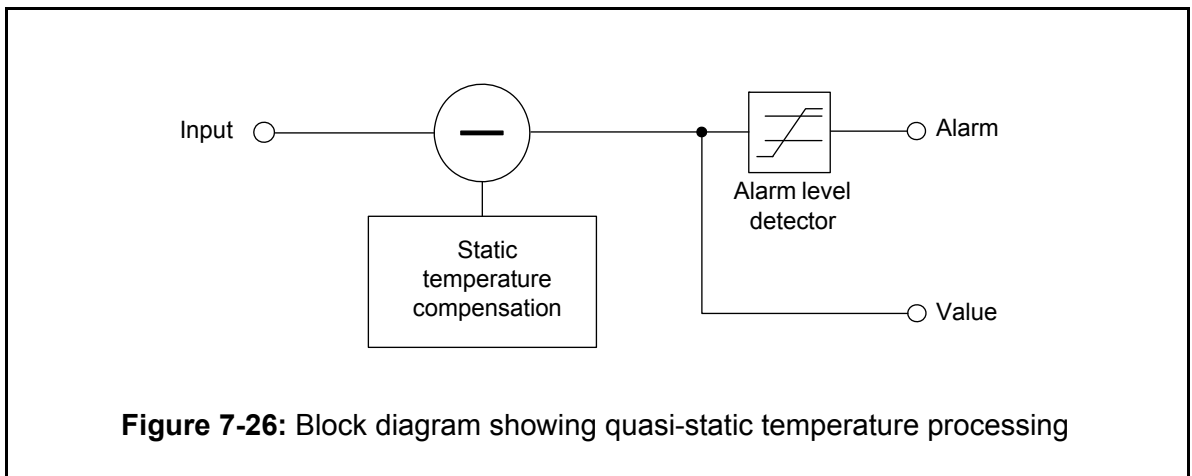 Input
Alarm
Alarm level
detector
Static
temperature
compensation
Value
Figure 7-26: Block diagram showing quasi-static temperature processing